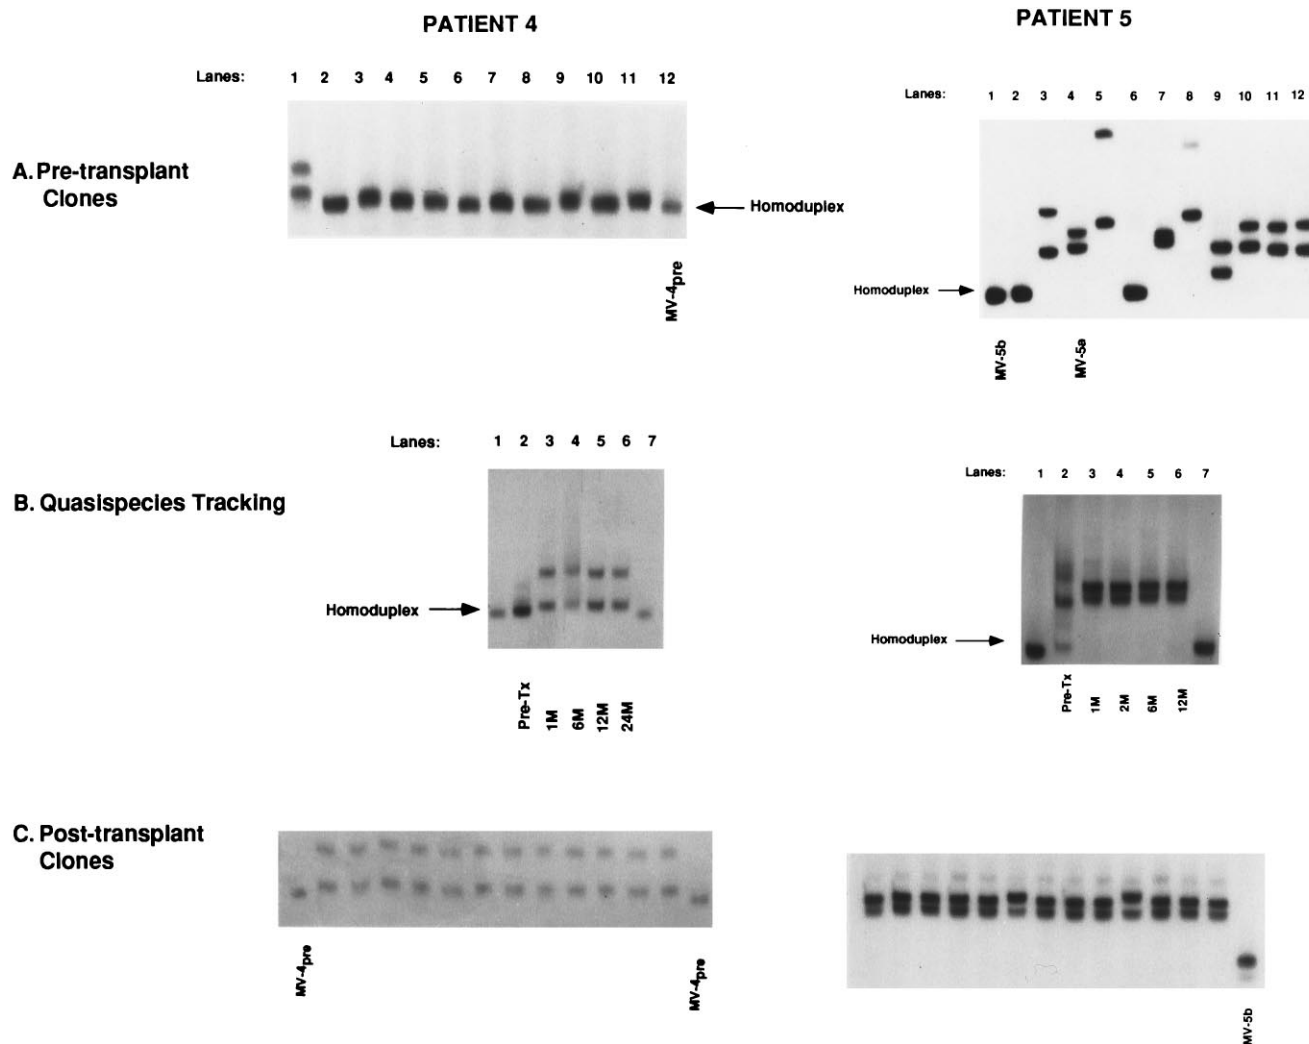 PATIENT 4
PATIENT 5
Lanes: 1 2 3 4 5 6 7 8 9 10 11 12
Lanes: 1 2 3 4 5 6 7 8 9 10 11 12
A. Pre-transplant
Clones
Homoduplex
Homoduplex
MV-4pre
MV-5b
MV-5a
Lanes: 1 2 3 4 5 6 7
Lanes: 1 2 3 4 5 6 7
B. Quasispecies Tracking
Homoduplex
Homoduplex
Pre-Tx 1M 6M 12M 24M
Pre-Tx 1M 2M 6M 12M
C. Post-transplant
Clones
MV-4pre
MV-4pre
MV-5b